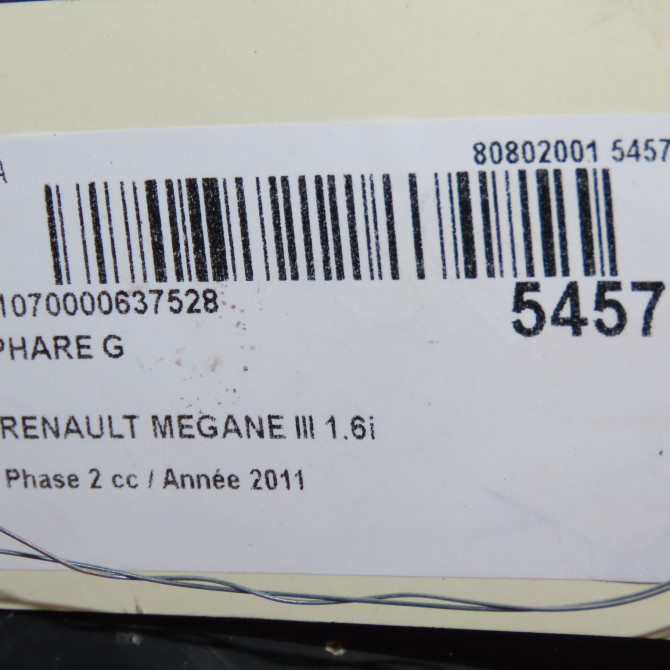 A
80802001 5457
1070000637528
5457
PHARE G
RENAULT MEGANE III 1.6i
Phase 2 cc / Année 2011